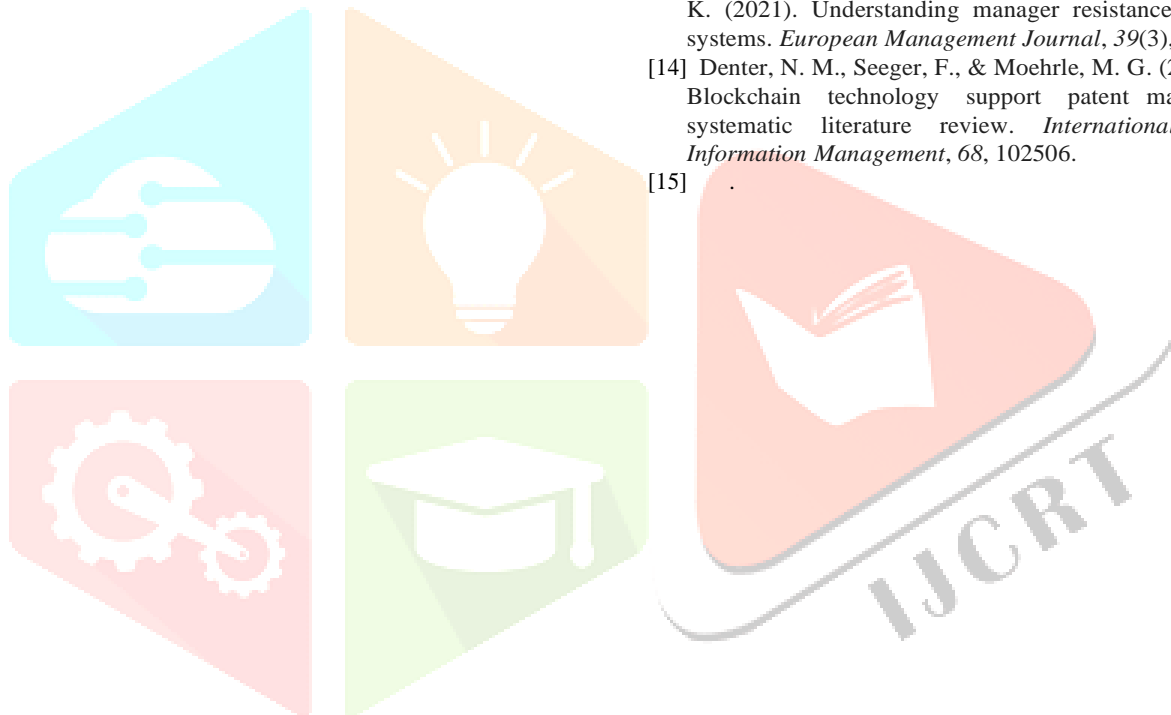 K. (2021). Understanding manager resistance
systems. European Management Journal, 39(3),
[14] Denter, N. M., Seeger, F., & Moehrle, M. G. (2
Blockchain technology support patent ma
systematic literature review. International
Information Management, 68, 102506.
[15] .
IJCRT